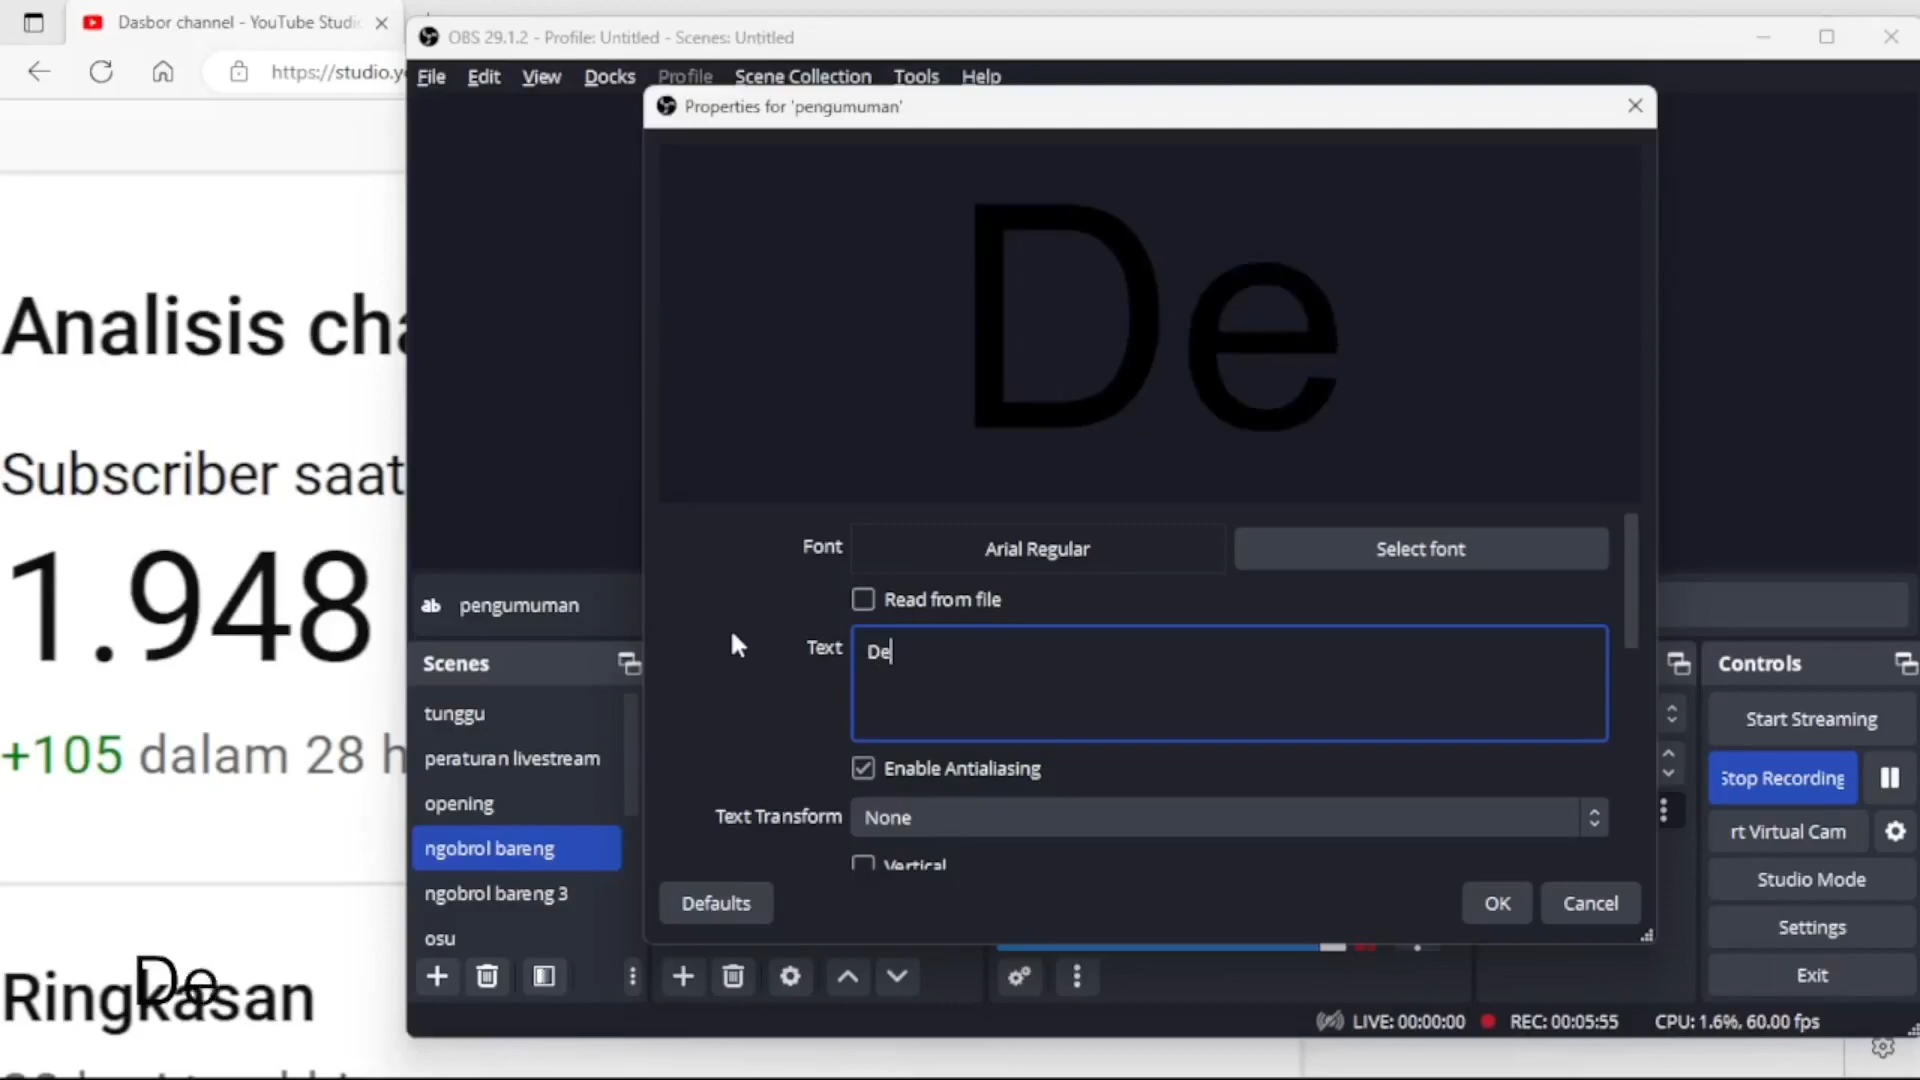 Dasbor channel - YouTube Studi
https://studio.y
Analisis cha
Subscriber saat
1.948
+105 dalam 28 h
Ringkasan
De
OBS 29.1.2 - Profile: Untitled - Scenes: Untitled
File Edit View Docks Profile Scene Collection Tools Help
Properties for 'pengumuman'
De
Font Arial Regular Select font
Read from file
Text De
Enable Antialiasing
Text Transform None
Vertical
Defaults OK Cancel
ab pengumuman
Scenes
tunggu
peraturan livestream
opening
ngobrol bareng
ngobrol bareng 3
osu
Controls
Start Streaming
Stop Recording
rt Virtual Cam
Studio Mode
Settings
Exit
LIVE: 00:00:00 REC: 00:05:55 CPU: 1.6%, 60.00 fps